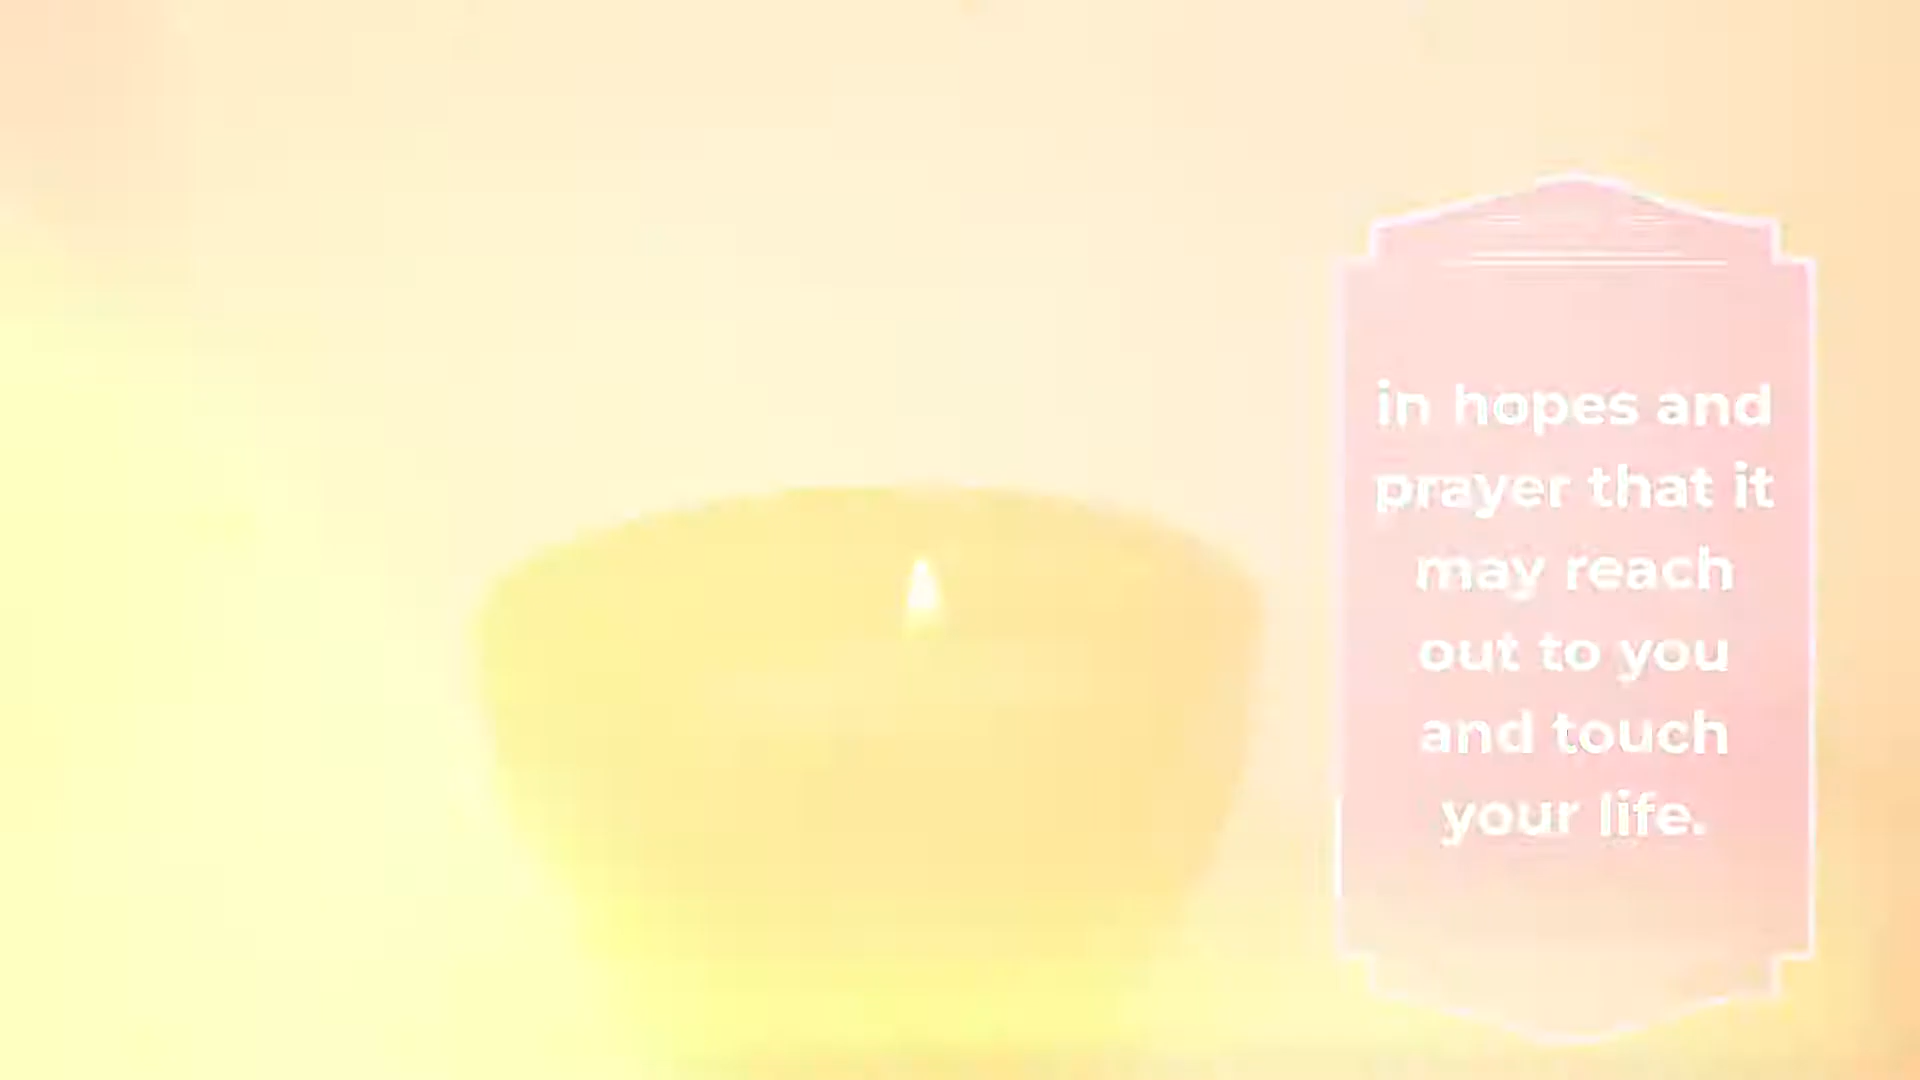 in hopes and
prayer that it
may reach
out to you
and touch
your life.